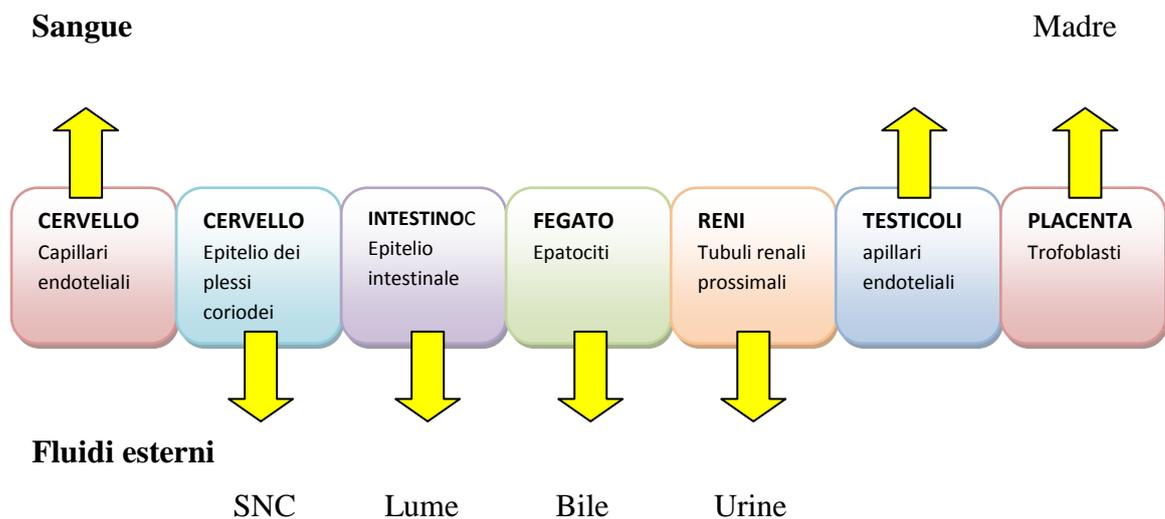 Sangue
Madre
CERVELLO
Capillari
endoteliali
CERVELLO
Epitelio dei
plessi
coriodei
INTESTINOC
Epitelio
intestinale
FEGATO
Epatociti
RENI
Tubuli renali
prossimali
TESTICOLI
apillari
endoteliali
PLACENTA
Trofoblasti
Fluidi esterni
SNC
Lume
Bile
Urine